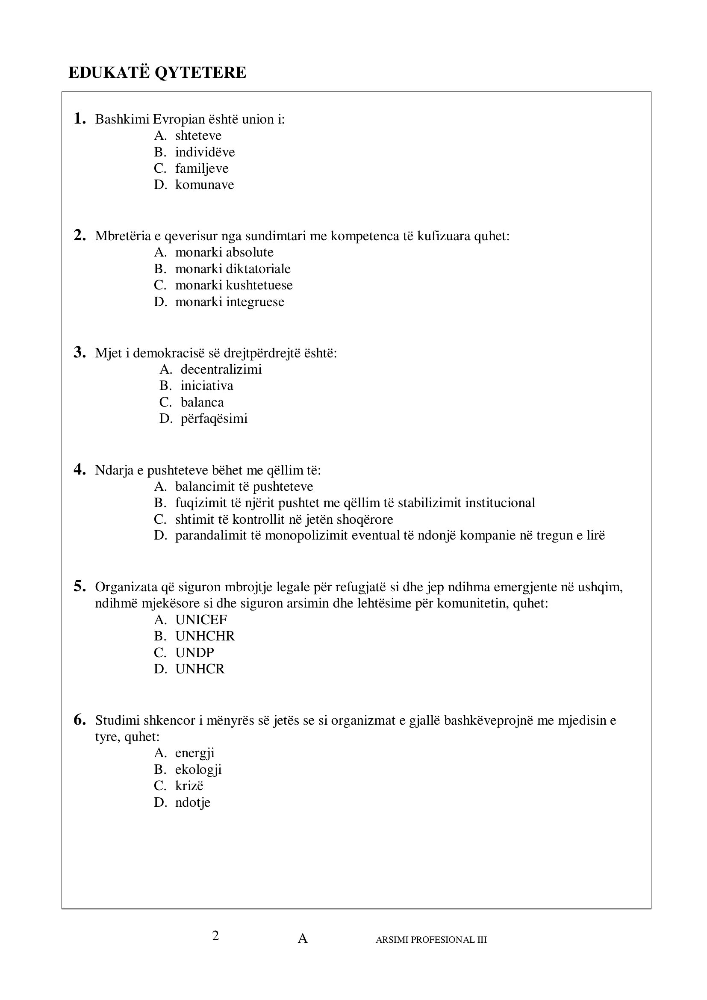 EDUKATË QYTETERE
1. Bashkimi Evropian është union i:
A. shteteve
B. individëve
C. familjeve
D. komunave
2. Mbretëria e qeverisur nga sundimtari me kompetenca të kufizuara quhet:
A. monarki absolute
B. monarki diktatoriale
C. monarki kushtetuese
D. monarki integruese
3. Mjet i demokracisë së drejtpërdrejtë është:
A. decentralizimi
B. iniciativa
C. balanca
D. përfaqësimi
4. Ndarja e pushteteve bëhet me qëllim të:
A. balancimit të pushteteve
B. fuqizimit të njërit pushtet me qëllim të stabilizimit institucional
C. shtimit të kontrollit në jetën shoqërore
D. parandalimit të monopolizimit eventual të ndonjë kompanie në tregun e lirë
5. Organizata që siguron mbrojtje legale për refugjatë si dhe jep ndihma emergjente në ushqim,
ndihmë mjekësore si dhe siguron arsimin dhe lehtësime për komunitetin, quhet:
A. UNICEF
B. UNHCHR
C. UNDP
D. UNHCR
6. Studimi shkencor i mënyrës së jetës se si organizmat e gjallë bashkëveprojnë me mjedisin e
tyre, quhet:
A. energji
B. ekologji
C. krizë
D. ndotje
2 A ARSIMI PROFESIONAL III